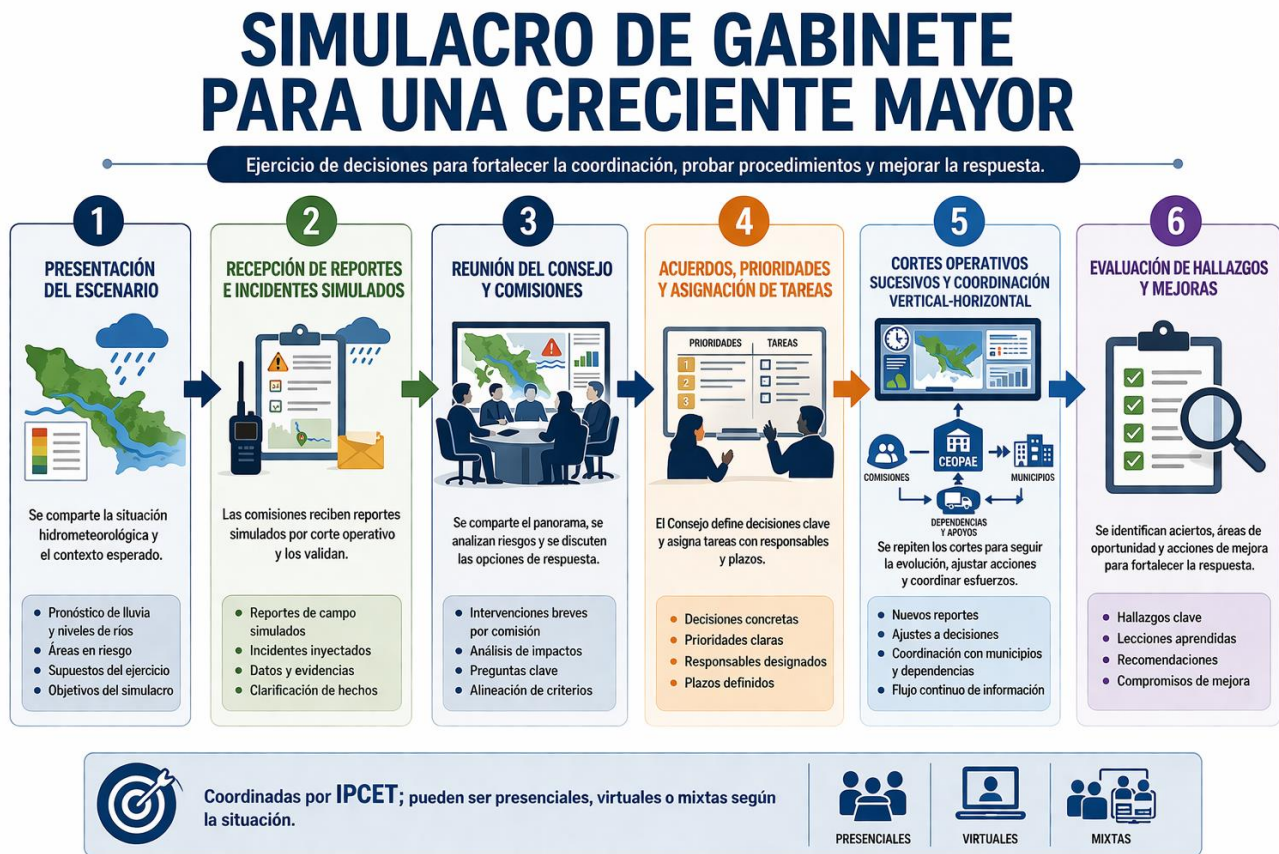 SIMULACRO DE GABINETE
PARA UNA CRECIENTE MAYOR
Ejercicio de decisiones para fortalecer la coordinación, probar procedimientos y mejorar la respuesta.
1
PRESENTACIÓN
DEL ESCENARIO
Se comparte la situación
hidrometeorológica y
el contexto esperado.
• Pronóstico de lluvia
y niveles de ríos
• Áreas en riesgo
• Supuestos del ejercicio
• Objetivos del simulacro
2
RECEPCIÓN DE REPORTES
E INCIDENTES SIMULADOS
Las comisiones reciben reportes
simulados por corte operativo
y los validan.
• Reportes de campo
simulados
• Incidentes inyectados
• Datos y evidencias
• Clarificación de hechos
3
REUNIÓN DEL CONSEJO
Y COMISIONES
Se comparte el panorama, se
analizan riesgos y se discuten
las opciones de respuesta.
• Intervenciones breves
por comisión
• Análisis de impactos
• Preguntas clave
• Alineación de criterios
4
ACUERDOS, PRIORIDADES
Y ASIGNACIÓN DE TAREAS
PRIORIDADES
TAREAS
1
2
3
El Consejo define decisiones clave
y asigna tareas con responsables
y plazos.
• Decisiones concretas
• Prioridades claras
• Responsables designados
• Plazos definidos
5
CORTES OPERATIVOS
SUCESIVOS Y COORDINACIÓN
VERTICAL-HORIZONTAL
COMISIONES
CEOPAE
MUNICIPIOS
DEPENDENCIAS
Y APOYOS
Se repiten los cortes para seguir
la evolución, ajustar acciones
y coordinar esfuerzos.
• Nuevos reportes
• Ajustes a decisiones
• Coordinación con municipios
y dependencias
• Flujo continuo de información
6
EVALUACIÓN DE HALLAZGOS
Y MEJORAS
Se identifican aciertos, áreas de
oportunidad y acciones de mejora
para fortalecer la respuesta.
• Hallazgos clave
• Lecciones aprendidas
• Recomendaciones
• Compromisos de mejora
Coordinadas por IPCET; pueden ser presenciales, virtuales o mixtas según
la situación.
PRESENCIALES
VIRTUALES
MIXTAS